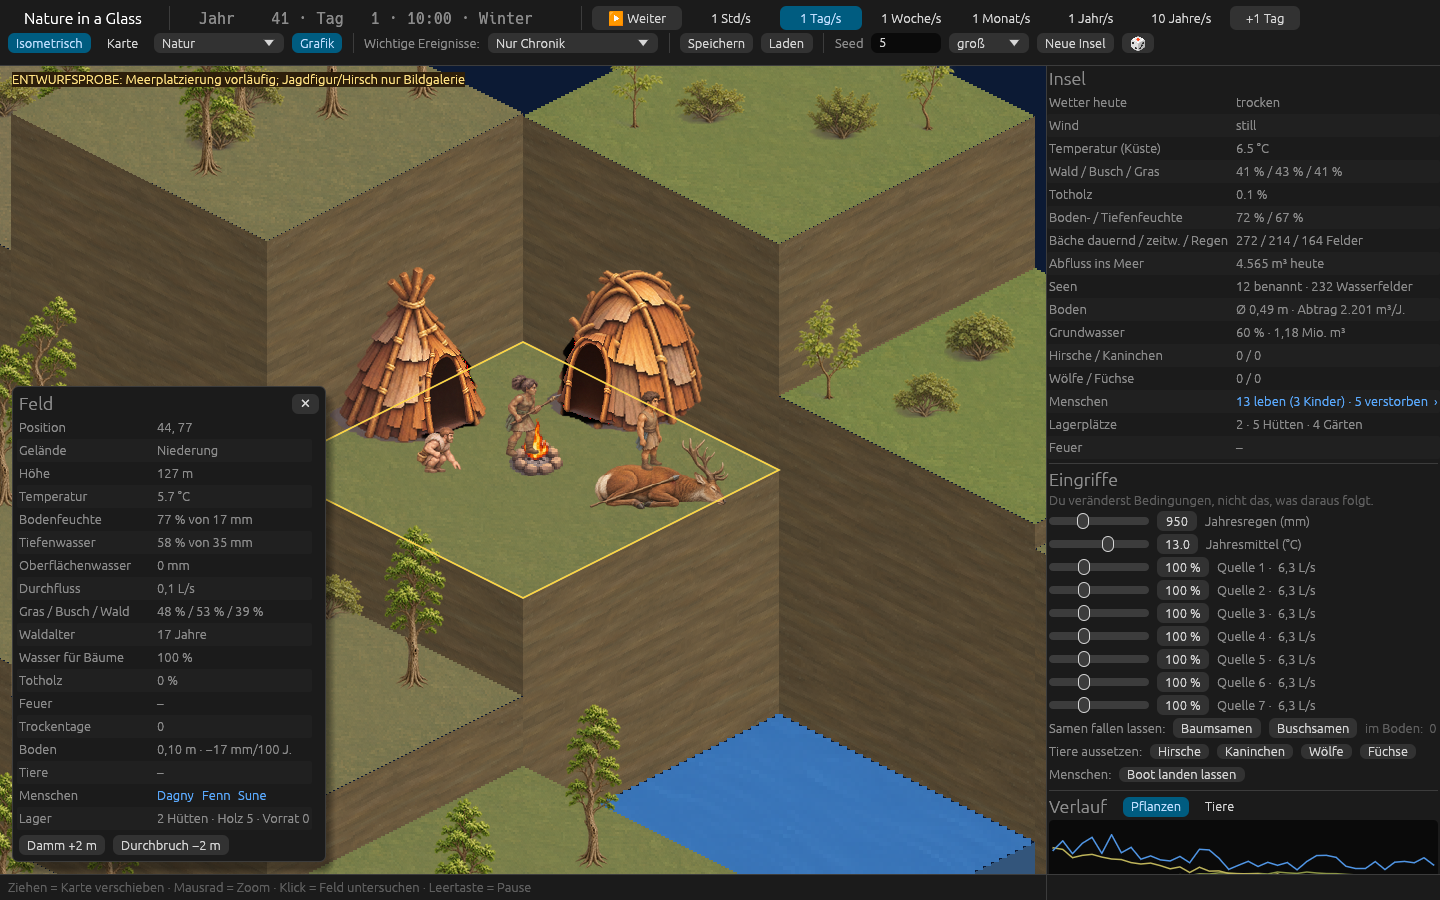 Nature in a Glass
Jahr 41 · Tag 1 · 10:00 · Winter
▶ Weiter 1 Std/s 1 Tag/s 1 Woche/s 1 Monat/s 1 Jahr/s 10 Jahre/s +1 Tag
Isometrisch Karte Natur Grafik Wichtige Ereignisse: Nur Chronik Speichern Laden Seed 5 groß Neue Insel
ENTWURFSPROBE: Meerplatzierung vorläufig; Jagdfigur/Hirsch nur Bildgalerie
Feld ✕
Position 44, 77
Gelände Niederung
Höhe 127 m
Temperatur 5.7 °C
Bodenfeuchte 77 % von 17 mm
Tiefenwasser 58 % von 35 mm
Oberflächenwasser 0 mm
Durchfluss 0,1 L/s
Gras / Busch / Wald 48 % / 53 % / 39 %
Waldalter 17 Jahre
Wasser für Bäume 100 %
Totholz 0 %
Feuer –
Trockentage 0
Boden 0,10 m · −17 mm/100 J.
Tiere –
Menschen Dagny Fenn Sune
Lager 2 Hütten · Holz 5 · Vorrat 0
Damm +2 m Durchbruch −2 m
Insel
Wetter heute trocken
Wind still
Temperatur (Küste) 6.5 °C
Wald / Busch / Gras 41 % / 43 % / 41 %
Totholz 0.1 %
Boden- / Tiefenfeuchte 72 % / 67 %
Bäche dauernd / zeitw. / Regen 272 / 214 / 164 Felder
Abfluss ins Meer 4.565 m³ heute
Seen 12 benannt · 232 Wasserfelder
Boden Ø 0,49 m · Abtrag 2.201 m³/J.
Grundwasser 60 % · 1,18 Mio. m³
Hirsche / Kaninchen 0 / 0
Wölfe / Füchse 0 / 0
Menschen 13 leben (3 Kinder) · 5 verstorben ›
Lagerplätze 2 · 5 Hütten · 4 Gärten
Feuer –
Eingriffe
Du veränderst Bedingungen, nicht das, was daraus folgt.
950 Jahresregen (mm)
13.0 Jahresmittel (°C)
100 % Quelle 1 · 6,3 L/s
100 % Quelle 2 · 6,3 L/s
100 % Quelle 3 · 6,3 L/s
100 % Quelle 4 · 6,3 L/s
100 % Quelle 5 · 6,3 L/s
100 % Quelle 6 · 6,3 L/s
100 % Quelle 7 · 6,3 L/s
Samen fallen lassen: Baumsamen Buschsamen im Boden: 0
Tiere aussetzen: Hirsche Kaninchen Wölfe Füchse
Menschen: Boot landen lassen
Verlauf Pflanzen Tiere
Ziehen = Karte verschieben · Mausrad = Zoom · Klick = Feld untersuchen · Leertaste = Pause